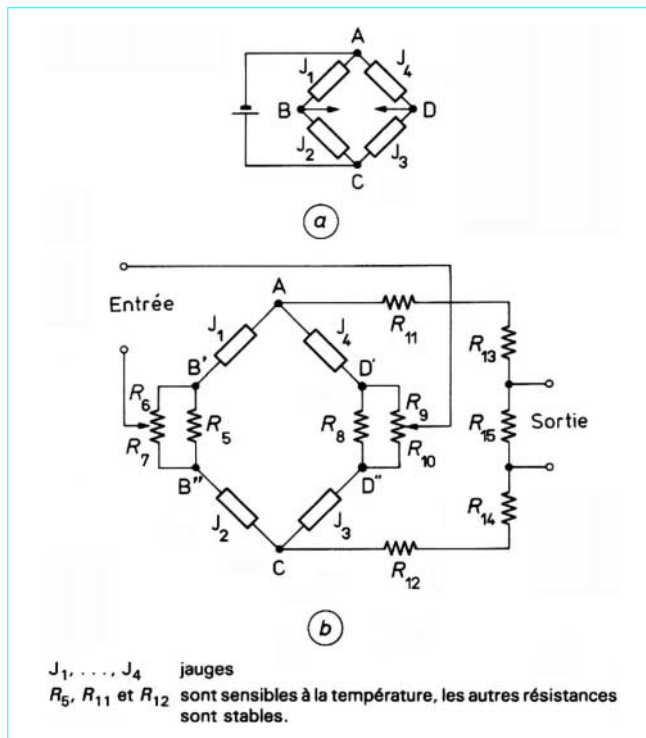 A
J1
J4
B
D
J2
J3
C
a
Entrée
A
R11
J1
J4
R13
B'
D'
R6
R9
R5
R8
R15
Sortie
R7
R10
B"
D"
R14
J2
J3
C
R12
b
J1, . . ., J4 jauges
R5, R11 et R12 sont sensibles à la température, les autres résistances
sont stables.